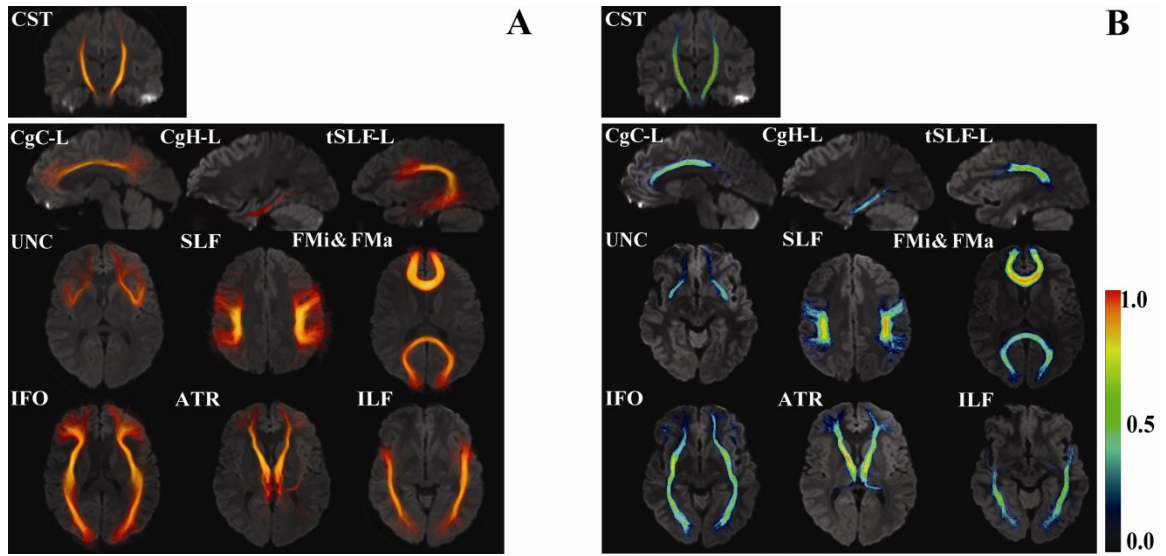 A
CST
CgC-L CgH-L tSLF-L
UNC SLF FMi& FMa
IFO ATR ILF
B
CST
CgC-L CgH-L tSLF-L
UNC SLF FMi& FMa
IFO ATR ILF
1.0
0.5
0.0